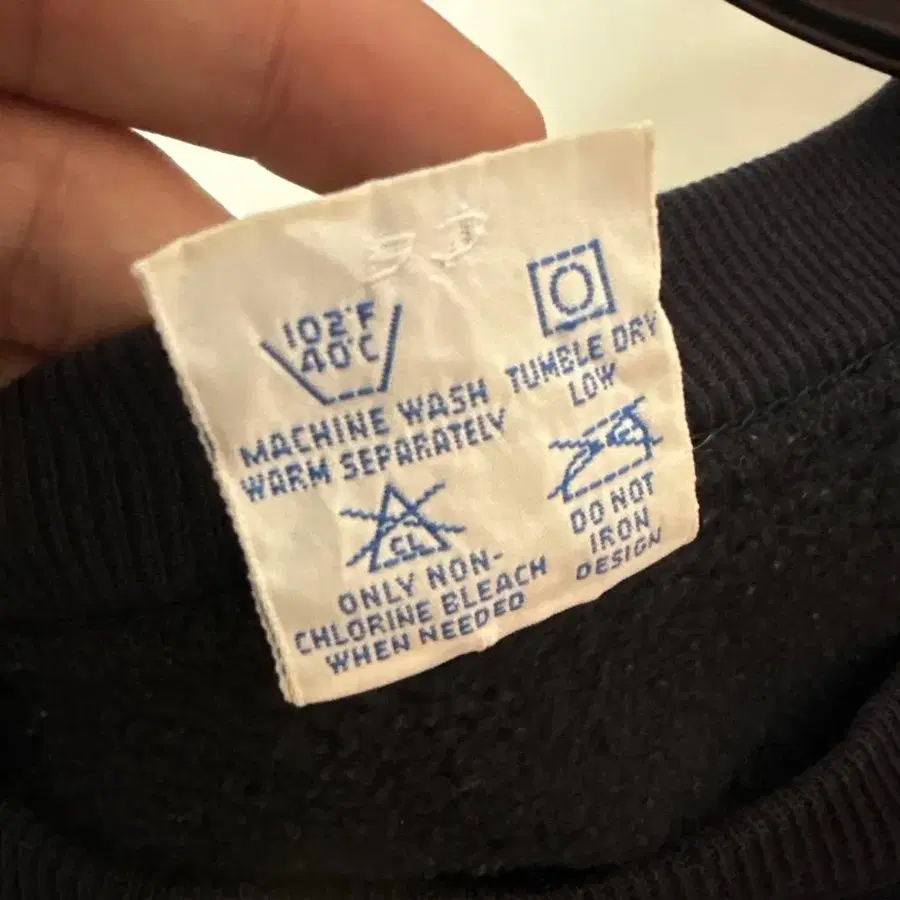 102°F
40°C
MACHINE WASH
WARM SEPARATELY
TUMBLE DRY
LOW
CL
ONLY NON-
CHLORINE BLEACH
WHEN NEEDED
DO NOT
IRON
DESIGN